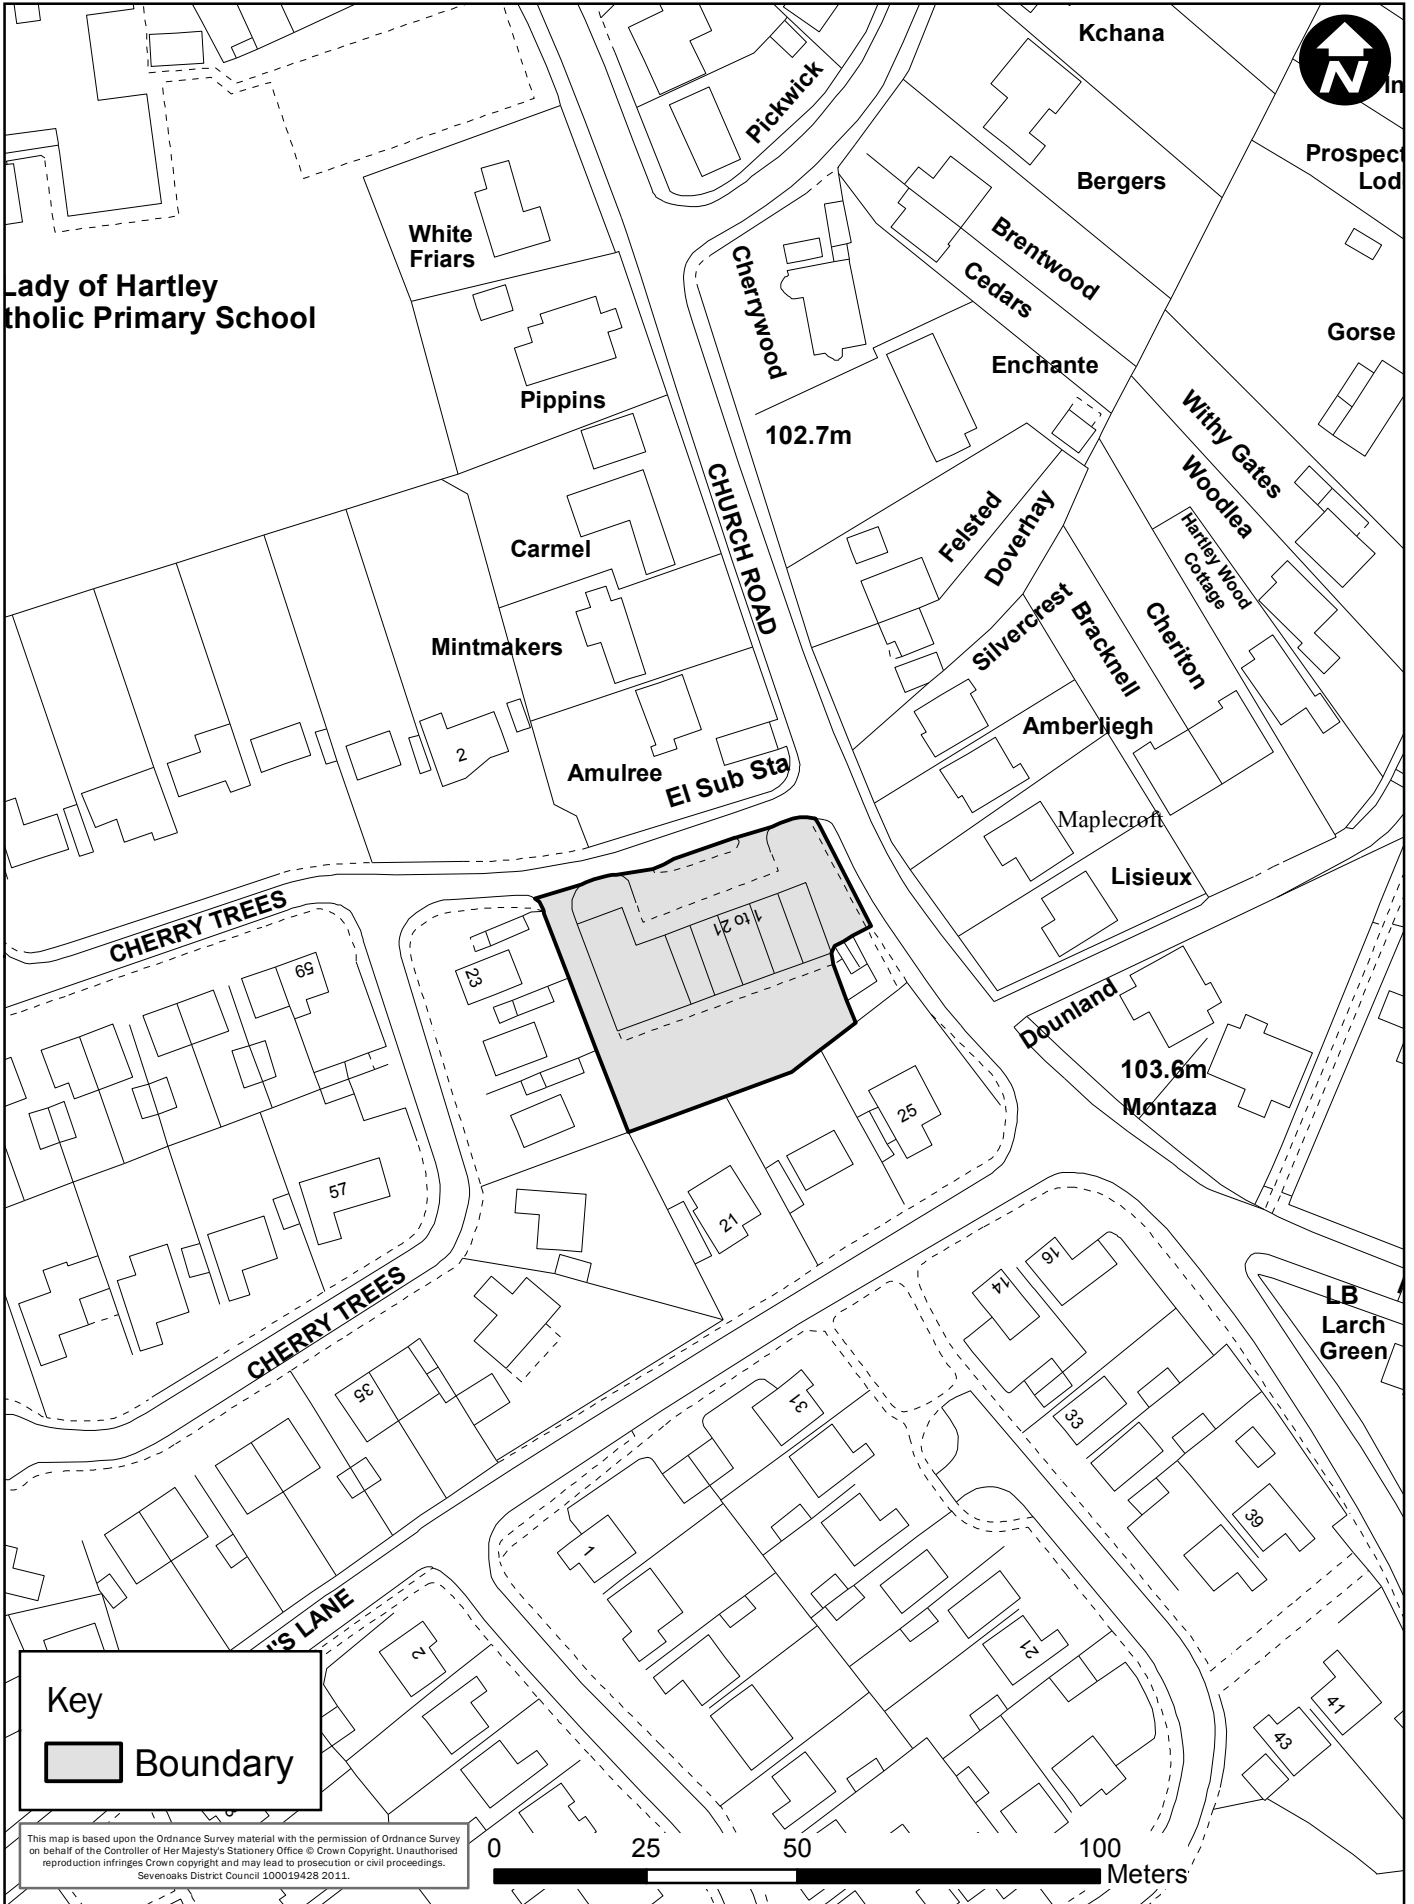 Kchana
N
In
Pickwick
Prospect
Lod
Bergers
White
Friars
Brentwood
Cedars
Cherrywood
Lady of Hartley
tholic Primary School
Gorse
Enchante
Pippins
102.7m
Withy Gates
Woodlea
CHURCH ROAD
Felsted
Doverhay
Hartley Wood
Cottage
Carmel
Silvercrest
Bracknell
Cheriton
Mintmakers
Amberliegh
2
Amulree
El Sub Sta
Maplecroft
Lisieux
CHERRY TREES
1 to 21
59
23
Dounland
103.6m
Montaza
25
57
21
16
14
CHERRY TREES
LB
Larch
Green
35
31
33
39
1
'S LANE
2
21
41
43
Key
Boundary
This map is based upon the Ordnance Survey material with the permission of Ordnance Survey
on behalf of the Controller of Her Majesty's Stationery Office © Crown Copyright. Unauthorised
reproduction infringes Crown copyright and may lead to prosecution or civil proceedings.
Sevenoaks District Council 100019428 2011.
0 25 50 100
Meters